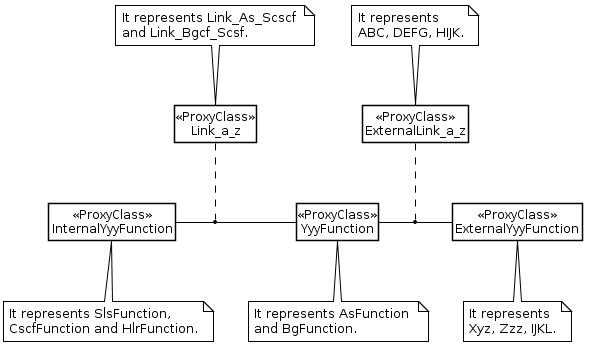 It represents Link_As_Scscf
and Link_Bgcf_Scsf.
It represents
ABC, DEFG, HIJK.
«ProxyClass»
Link_a_z
«ProxyClass»
ExternalLink_a_z
«ProxyClass»
InternalYyyFunction
«ProxyClass»
YyyFunction
«ProxyClass»
ExternalYyyFunction
It represents SlsFunction,
CscfFunction and HlrFunction.
It represents AsFunction
and BgFunction.
It represents
Xyz, Zzz, IJKL.